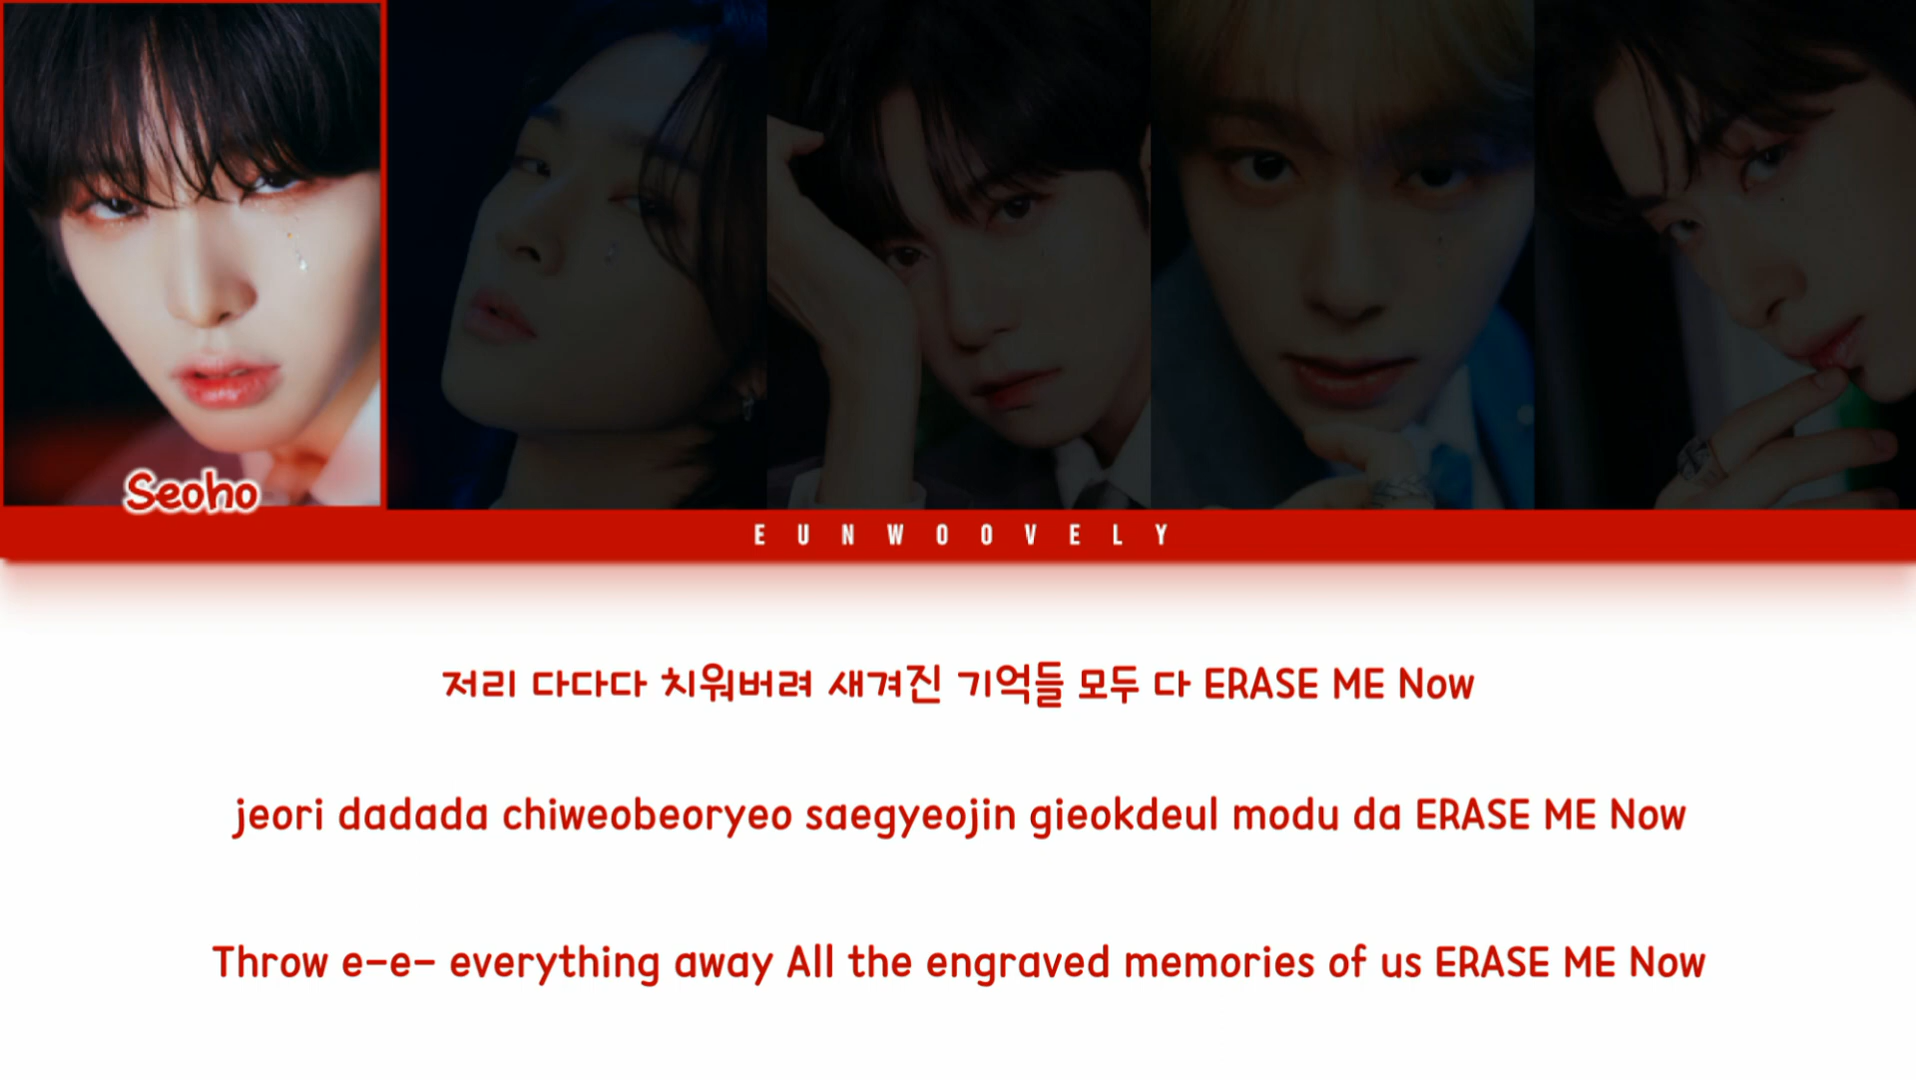 Seoho
EUNWOOVELY
저리 다다다 치워버려 새겨진 기억들 모두 다 ERASE ME Now
jeori dadada chiweobeoryeo saegyeojin gieokdeul modu da ERASE ME Now
Throw e-e- everything away All the engraved memories of us ERASE ME Now